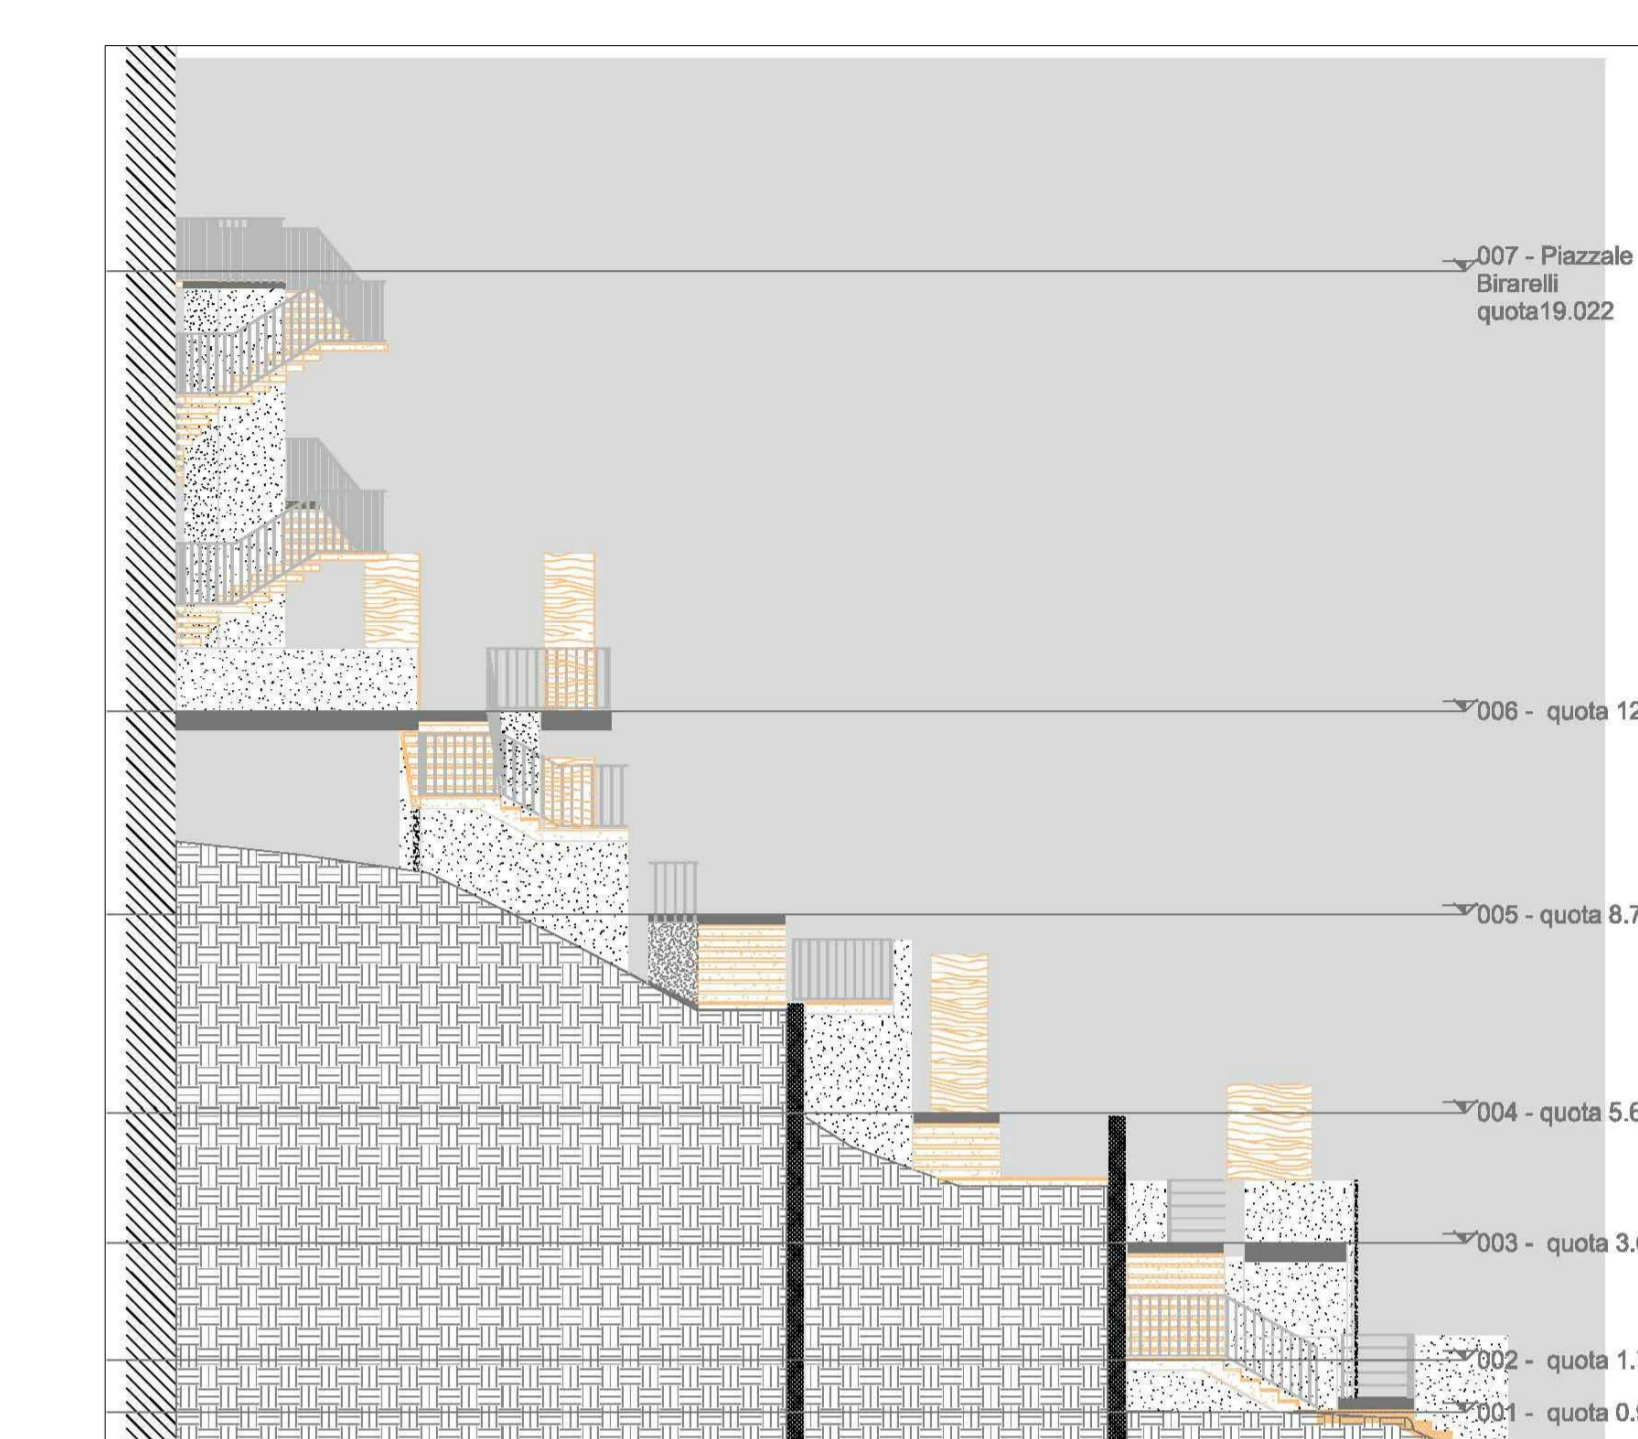 007 - Piazzale
Birarelli
quota19.022
006 - quota 12
005 - quota 8.7
004 - quota 5.6
003 - quota 3.
002 - quota 1.
001 - quota 0.9